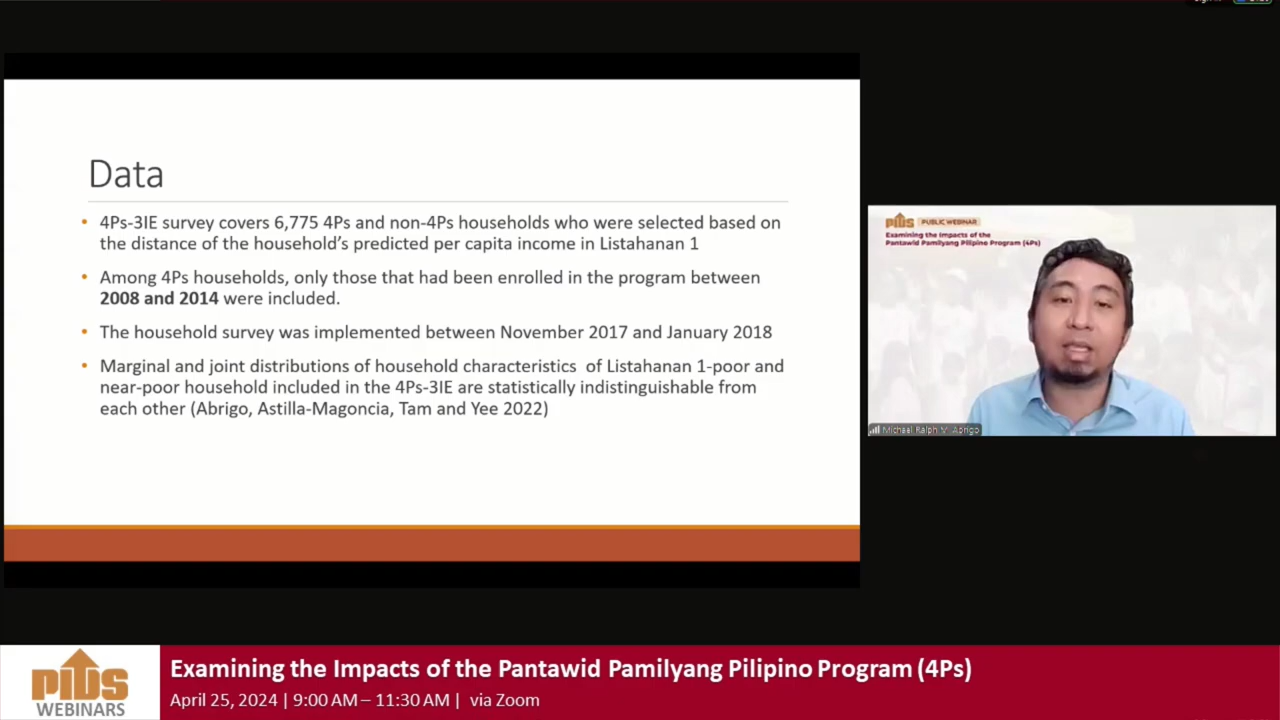 Data
• 4Ps-3IE survey covers 6,775 4Ps and non-4Ps households who were selected based on
the distance of the household's predicted per capita income in Listahanan 1
• Among 4Ps households, only those that had been enrolled in the program between
2008 and 2014 were included.
• The household survey was implemented between November 2017 and January 2018
• Marginal and joint distributions of household characteristics of Listahanan 1-poor and
near-poor household included in the 4Ps-3IE are statistically indistinguishable from
each other (Abrigo, Astilla-Magoncia, Tam and Yee 2022)
PIDS PUBLIC WEBINAR
Examining the Impacts of the
Pantawid Pamilyang Pilipino Program (4Ps)
Michael Ralph M. Abrigo
PIDS
WEBINARS
Examining the Impacts of the Pantawid Pamilyang Pilipino Program (4Ps)
April 25, 2024 | 9:00 AM – 11:30 AM | via Zoom